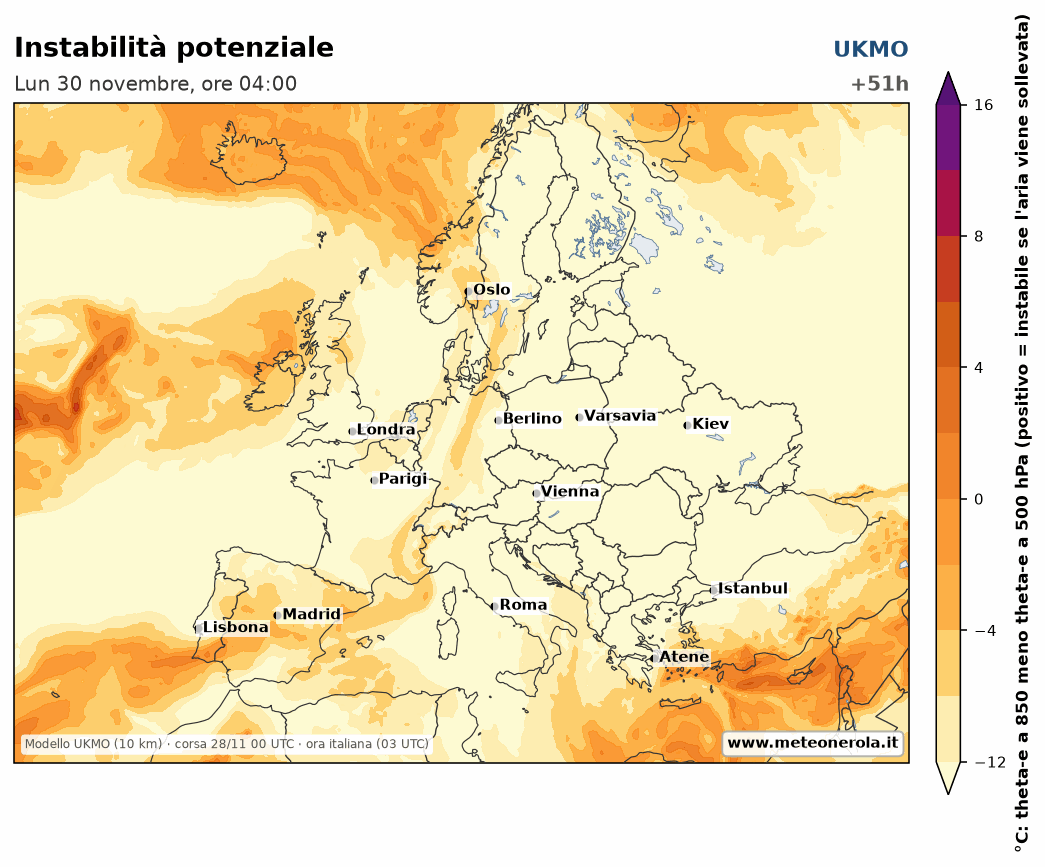 Instabilità potenziale
UKMO
Lun 30 novembre, ore 04:00
+51h
Oslo
Berlino
Varsavia
Kiev
Londra
Parigi
Vienna
Istanbul
Roma
Madrid
Lisbona
Atene
Modello UKMO (10 km) · corsa 28/11 00 UTC · ora italiana (03 UTC)
www.meteonerola.it
16
8
4
0
−4
−12
°C: theta-e a 850 meno theta-e a 500 hPa (positivo = instabile se l'aria viene sollevata)